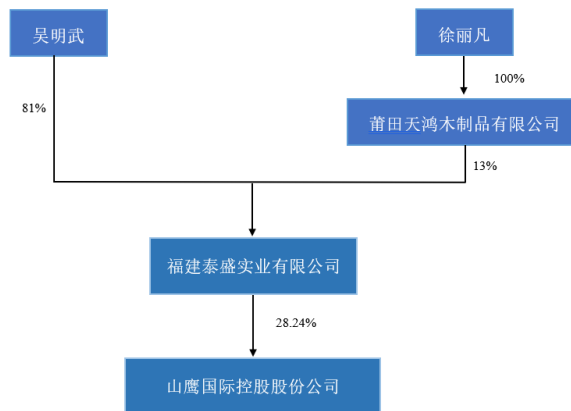 吴明武
徐丽凡
100%
81%
莆田天鸿木制品有限公司
13%
福建泰盛实业有限公司
28.24%
山鹰国际控股股份公司